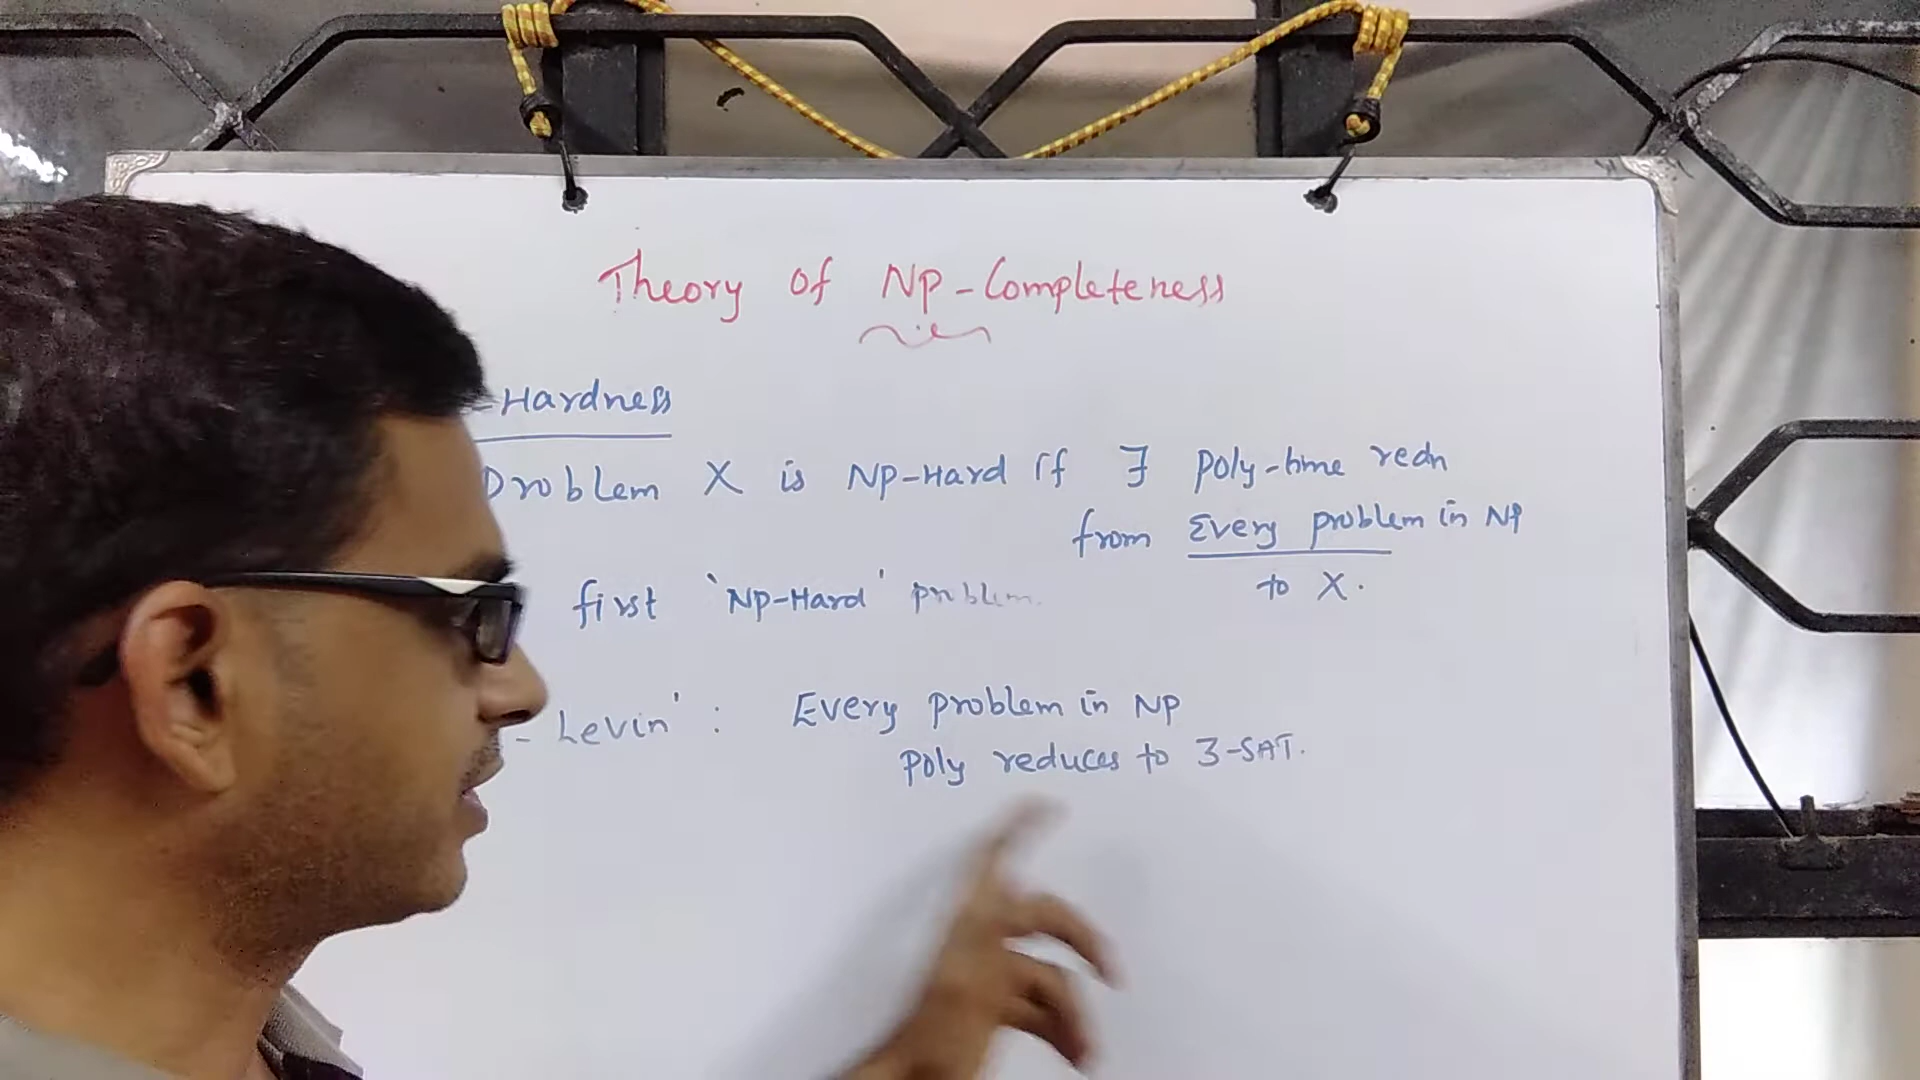 Theory of NP-Completeness
-Hardness
Problem X is NP-Hard if ∃ poly-time redn
from Every problem in NP
to X.
first 'NP-Hard' problem.
- Levin' : Every problem in NP
poly reduces to 3-SAT.